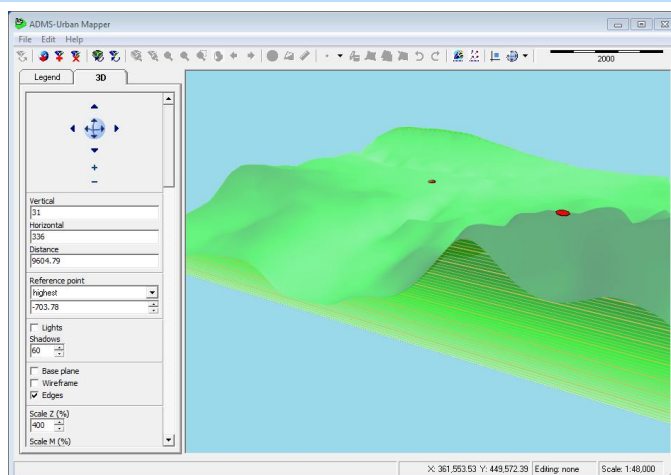 ADMS-Urban Mapper
File Edit Help
2000
Legend 3D
+
−
Vertical
31
Horizontal
336
Distance
9604.79
Reference point
highest
-703.78
Lights
Shadows
60
Base plane
Wireframe
Edges
Scale Z (%)
400
Scale M (%)
X: 361,553.53 Y: 449,572.39 Editing: none Scale: 1:48,000